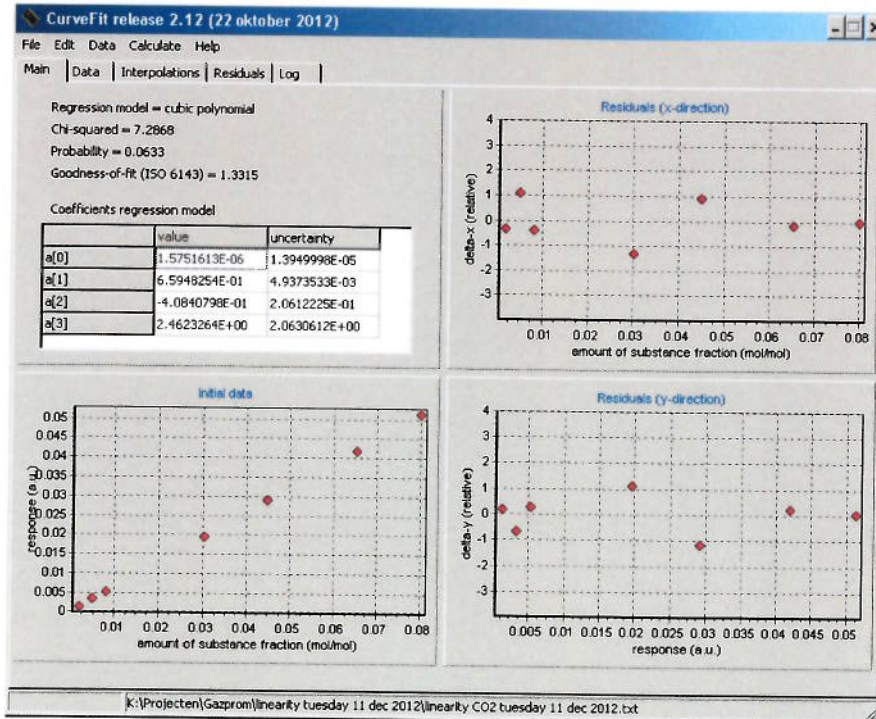 CurveFit release 2.12 (22 oktober 2012)
File Edit Data Calculate Help
Main Data Interpolations Residuals Log
Regression model = cubic polynomial
Chi-squared = 7.2868
Probability = 0.0633
Goodness-of-fit (ISO 6143) = 1.3315
Coefficients regression model
value uncertainty
a[0] 1.5751613E-06 1.3949998E-05
a[1] 6.5948254E-01 4.9373533E-03
a[2] -4.0840798E-01 2.0612225E-01
a[3] 2.4623264E+00 2.0630612E+00
Residuals (x-direction)
4
3
2
1
0
-1
-2
-3
delta-x (relative)
0.01 0.02 0.03 0.04 0.05 0.06 0.07 0.08
amount of substance fraction (mol/mol)
Initial data
0.05
0.045
0.04
0.035
0.03
0.025
0.02
0.015
0.01
0.005
0
response (a.u.)
0.01 0.02 0.03 0.04 0.05 0.06 0.07 0.08
amount of substance fraction (mol/mol)
Residuals (y-direction)
4
3
2
1
0
-1
-2
-3
delta-y (relative)
0.005 0.01 0.015 0.02 0.025 0.03 0.035 0.04 0.045 0.05
response (a.u.)
K:\Projecten\Gazprom\linearity tuesday 11 dec 2012\linearity CO2 tuesday 11 dec 2012.txt